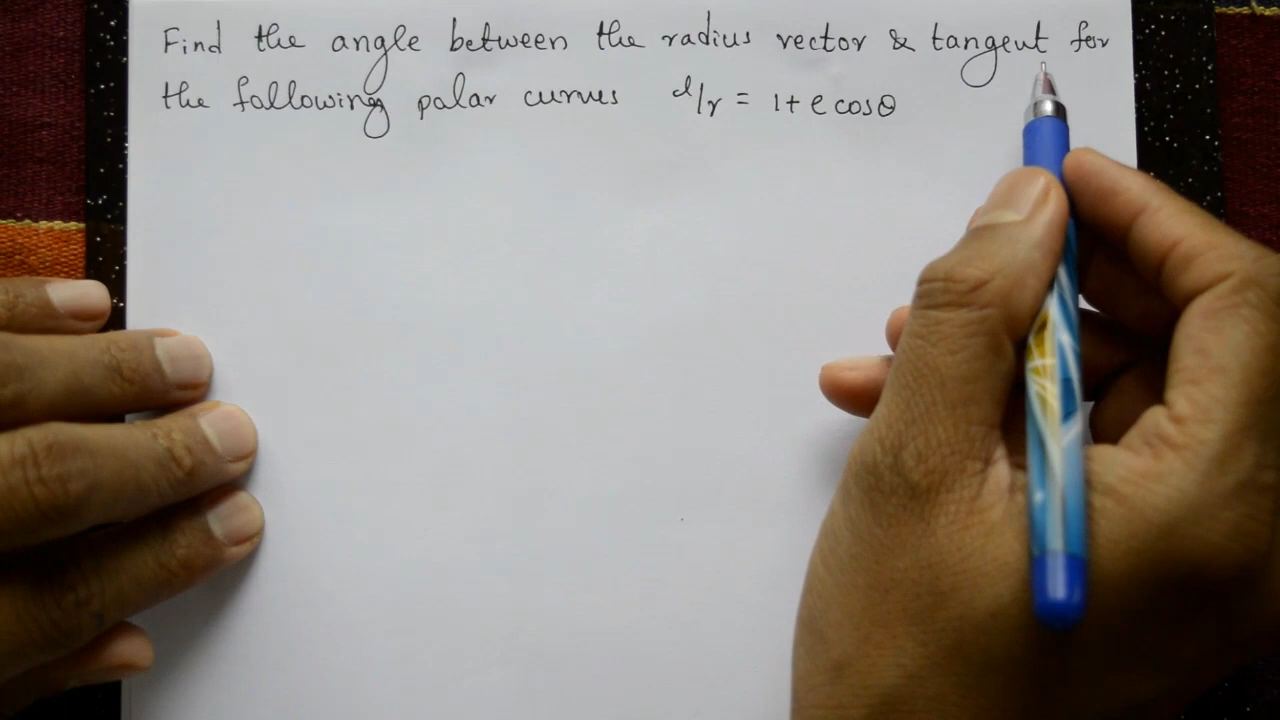 Find the angle between the radius vector & tangent for
the following polar curves l/r = 1+ e cosθ